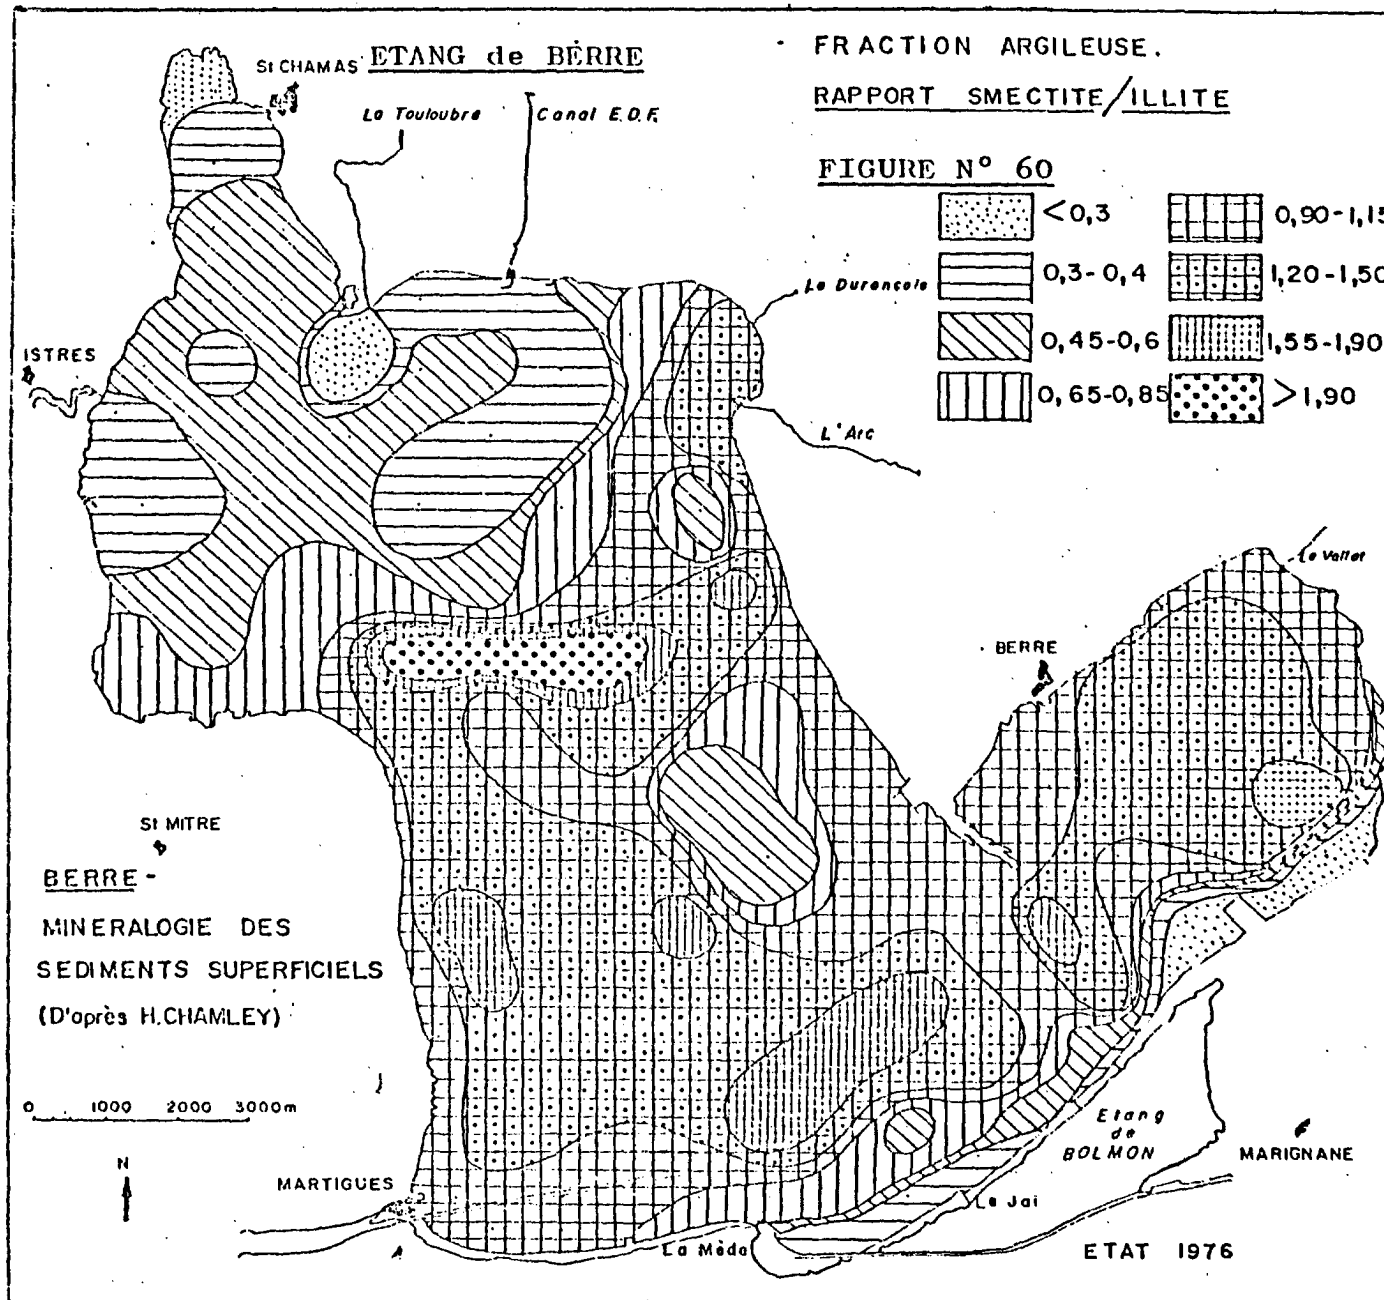 ETANG de BERRE
FRACTION ARGILEUSE.
RAPPORT SMECTITE/ILLITE
FIGURE N° 60
<0,3
0,3-0,4
0,45-0,6
0,65-0,85
0,90-1,15
1,20-1,50
1,55-1,90
>1,90
St CHAMAS
La Touloubre
Canal E.D.F.
La Durançole
ISTRES
L'Arc
Le Vallat
BERRE
St MITRE
BERRE -
MINERALOGIE DES
SEDIMENTS SUPERFICIELS
(D'après H.CHAMLEY)
0 1000 2000 3000m
N
MARTIGUES
La Mède
Le Jai
Etang
de
BOLMON
MARIGNANE
ETAT 1976